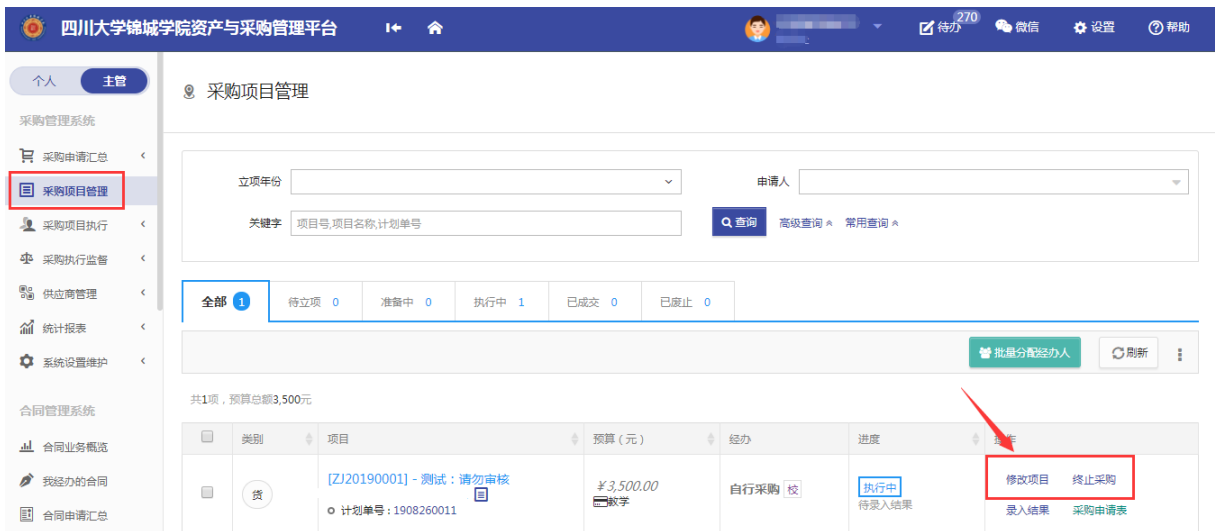 四川大学锦城学院资产与采购管理平台
待办 270 微信 设置 帮助
个人 主管
采购管理系统
采购申请汇总
采购项目管理
采购项目执行
采购执行监督
供应商管理
统计报表
系统设置维护
合同管理系统
合同业务概览
我经办的合同
合同申请汇总
采购项目管理
立项年份 申请人
关键字 项目号,项目名称,计划单号 查询 高级查询 常用查询
全部 1 待立项 0 准备中 0 执行中 1 已成交 0 已废止 0
批量分配经办人 刷新
共1项，预算总额3,500元
类别 项目 预算（元） 经办 进度 操作
货 [ZJ20190001] - 测试：请勿审核 ¥3,500.00 自行采购 校 执行中 修改项目 终止采购
计划单号：1908260011 教学 待录入结果 录入结果 采购申请表